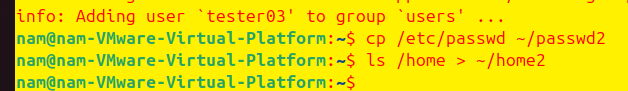 info: Adding user `tester03' to group `users' ...
nam@nam-VMware-Virtual-Platform:~$ cp /etc/passwd ~/passwd2
nam@nam-VMware-Virtual-Platform:~$ ls /home > ~/home2
nam@nam-VMware-Virtual-Platform:~$